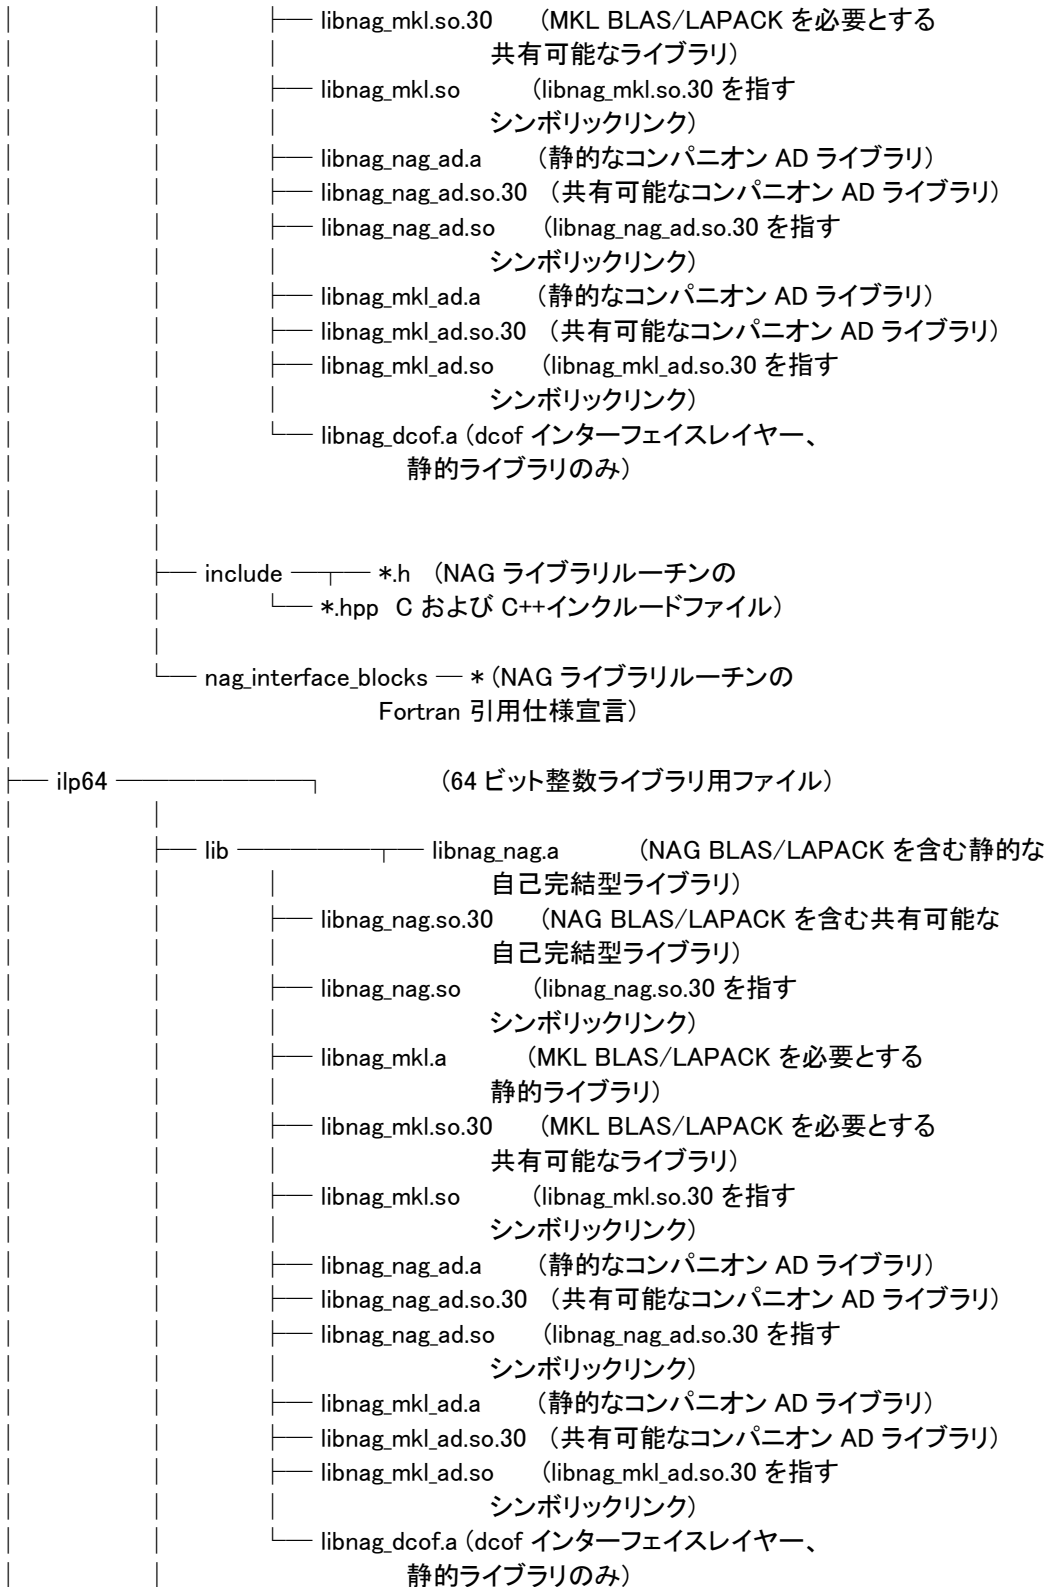 │ │ ├── libnag_mkl.so.30 (MKL BLAS/LAPACK を必要とする
│ │ │ 共有可能なライブラリ)
│ │ ├── libnag_mkl.so (libnag_mkl.so.30 を指す
│ │ │ シンボリックリンク)
│ │ ├── libnag_nag_ad.a (静的なコンパニオン AD ライブラリ)
│ │ ├── libnag_nag_ad.so.30 (共有可能なコンパニオン AD ライブラリ)
│ │ ├── libnag_nag_ad.so (libnag_nag_ad.so.30 を指す
│ │ │ シンボリックリンク)
│ │ ├── libnag_mkl_ad.a (静的なコンパニオン AD ライブラリ)
│ │ ├── libnag_mkl_ad.so.30 (共有可能なコンパニオン AD ライブラリ)
│ │ ├── libnag_mkl_ad.so (libnag_mkl_ad.so.30 を指す
│ │ │ シンボリックリンク)
│ │ └── libnag_dcof.a (dcof インターフェイスレイヤー、
│ │ 静的ライブラリのみ)
│ │
│ │
│ ├── include ─┬── *.h (NAG ライブラリルーチンの
│ │ └── *.hpp C および C++インクルードファイル)
│ │
│ └── nag_interface_blocks ─ * (NAG ライブラリルーチンの
│ Fortran 引用仕様宣言)
│
├── ilp64 ─────────┐ (64 ビット整数ライブラリ用ファイル)
│ │
│ ├── lib ───────┬── libnag_nag.a (NAG BLAS/LAPACK を含む静的な
│ │ │ 自己完結型ライブラリ)
│ │ ├── libnag_nag.so.30 (NAG BLAS/LAPACK を含む共有可能な
│ │ │ 自己完結型ライブラリ)
│ │ ├── libnag_nag.so (libnag_nag.so.30 を指す
│ │ │ シンボリックリンク)
│ │ ├── libnag_mkl.a (MKL BLAS/LAPACK を必要とする
│ │ │ 静的ライブラリ)
│ │ ├── libnag_mkl.so.30 (MKL BLAS/LAPACK を必要とする
│ │ │ 共有可能なライブラリ)
│ │ ├── libnag_mkl.so (libnag_mkl.so.30 を指す
│ │ │ シンボリックリンク)
│ │ ├── libnag_nag_ad.a (静的なコンパニオン AD ライブラリ)
│ │ ├── libnag_nag_ad.so.30 (共有可能なコンパニオン AD ライブラリ)
│ │ ├── libnag_nag_ad.so (libnag_nag_ad.so.30 を指す
│ │ │ シンボリックリンク)
│ │ ├── libnag_mkl_ad.a (静的なコンパニオン AD ライブラリ)
│ │ ├── libnag_mkl_ad.so.30 (共有可能なコンパニオン AD ライブラリ)
│ │ ├── libnag_mkl_ad.so (libnag_mkl_ad.so.30 を指す
│ │ │ シンボリックリンク)
│ │ └── libnag_dcof.a (dcof インターフェイスレイヤー、
│ │ 静的ライブラリのみ)